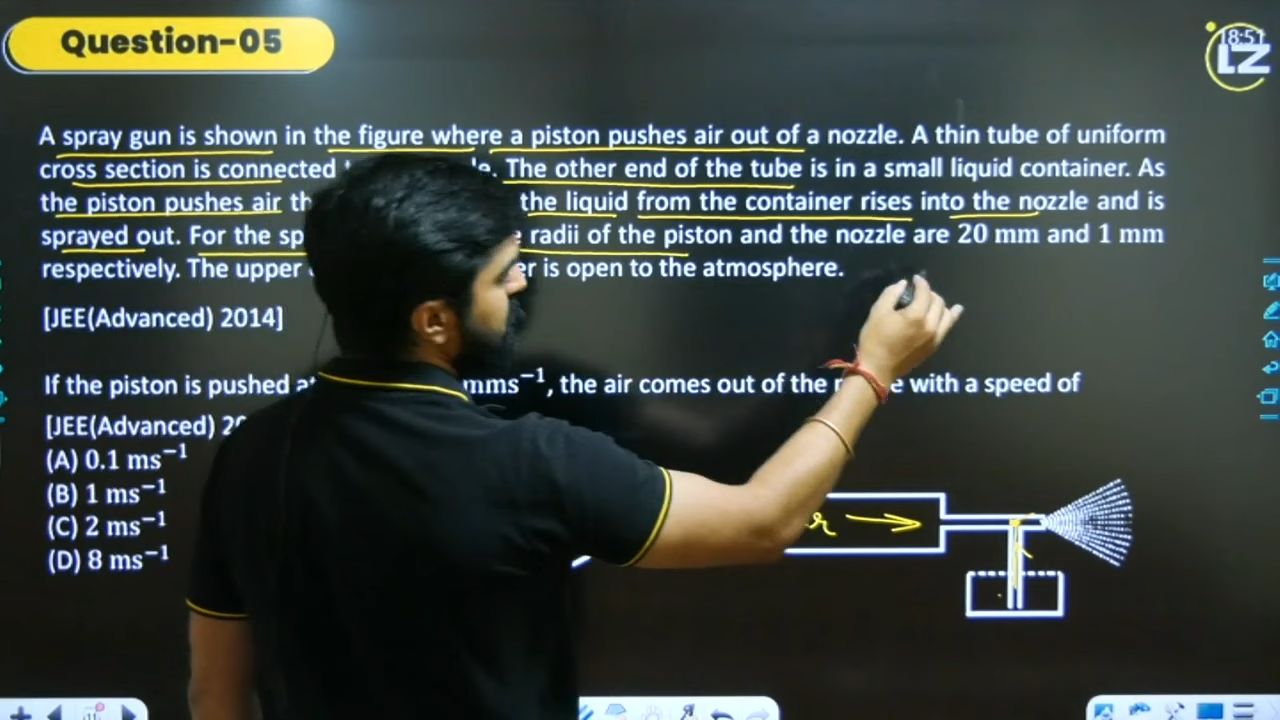 Question-05
18:51
LZ
A spray gun is shown in the figure where a piston pushes air out of a nozzle. A thin tube of uniform
cross section is connected
The other end of the tube is in a small liquid container. As
the piston pushes air
the liquid from the container rises into the nozzle and is
sprayed out. For the
radii of the piston and the nozzle are 20 mm and 1 mm
respectively. The upper
is open to the atmosphere.
[JEE(Advanced) 2014]
If the piston is pushed
mms⁻¹, the air comes out of the
with a speed of
[JEE(Advanced)
(A) 0.1 ms⁻¹
(B) 1 ms⁻¹
(C) 2 ms⁻¹
(D) 8 ms⁻¹